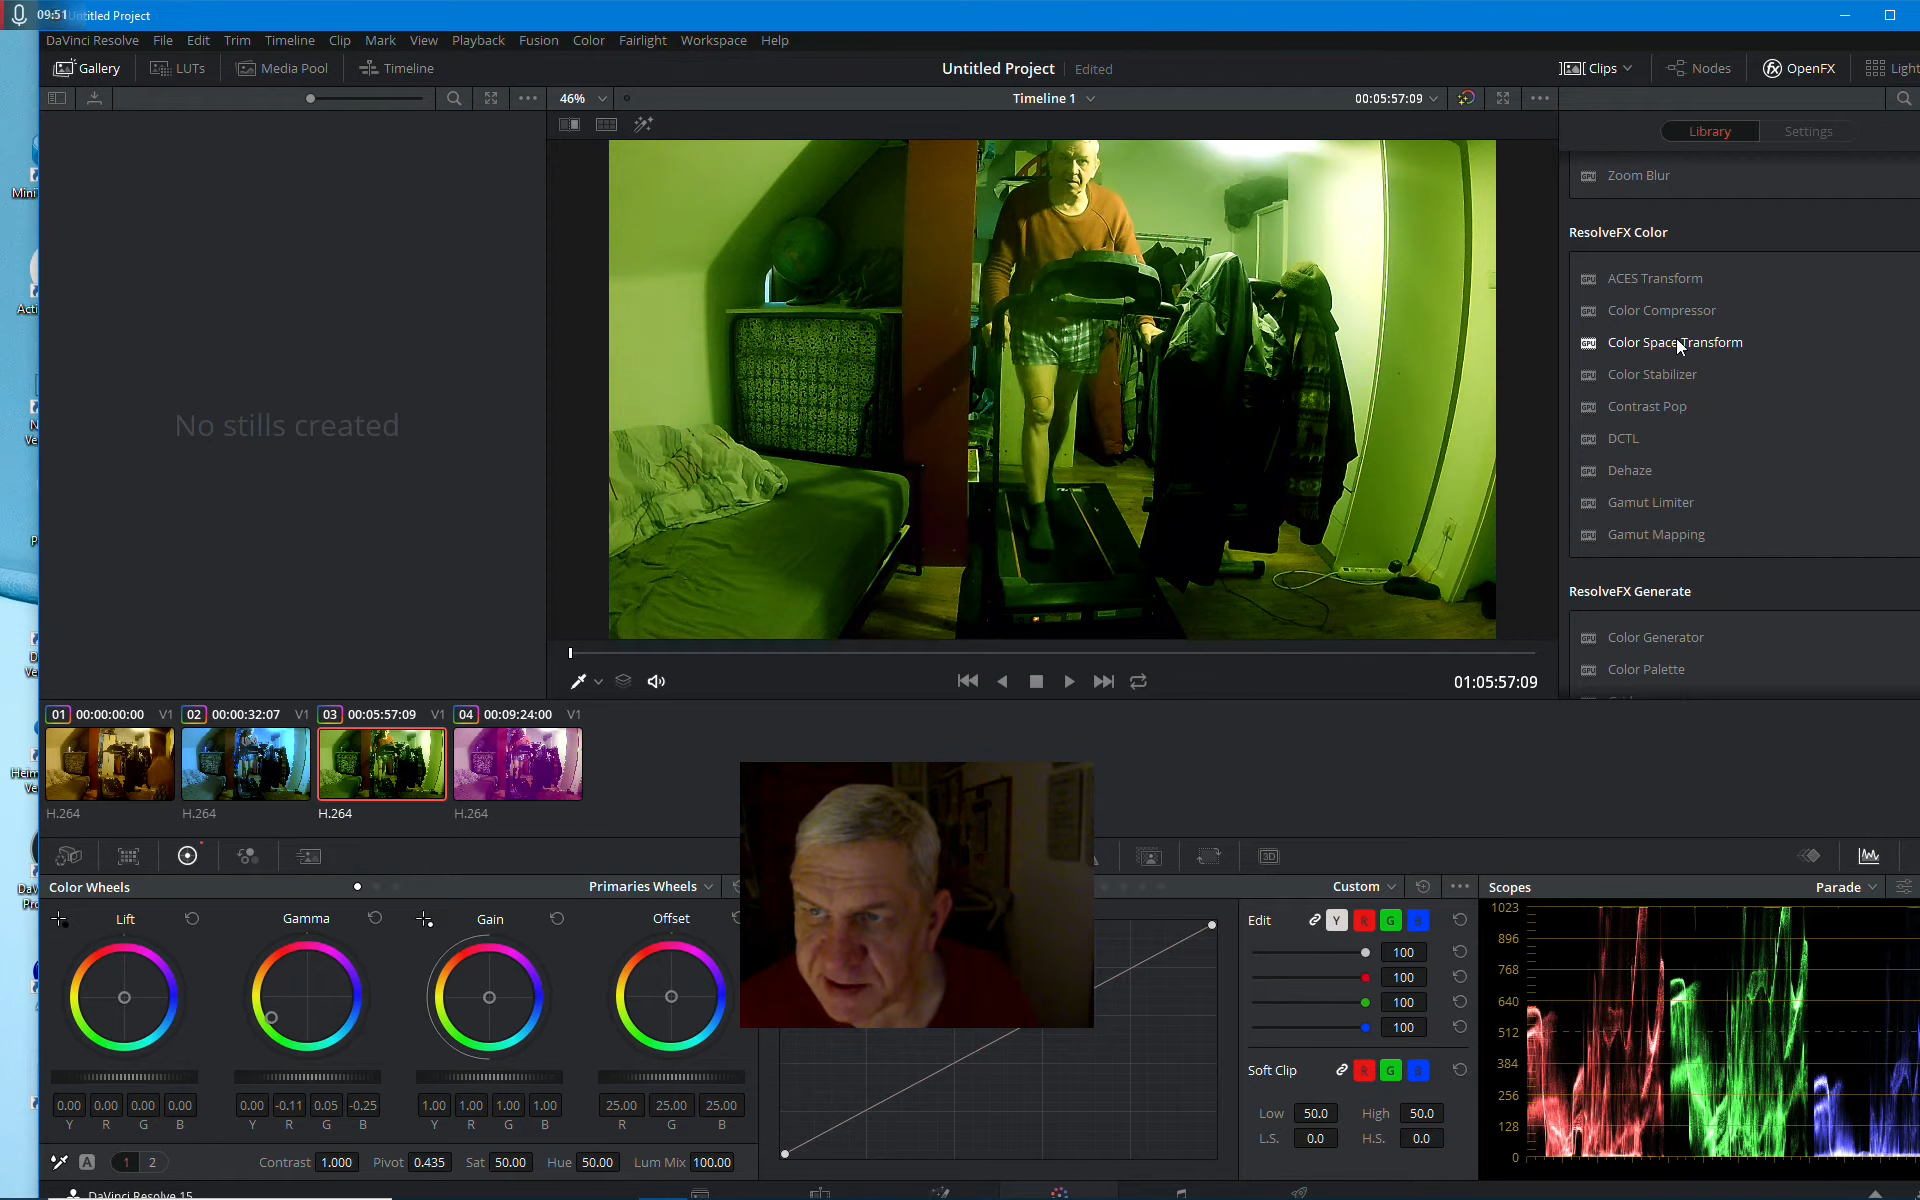 09:51 Untitled Project
DaVinci Resolve File Edit Trim Timeline Clip Mark View Playback Fusion Color Fairlight Workspace Help
Gallery LUTs Media Pool Timeline Untitled Project Edited Clips Nodes OpenFX Light
46% Timeline 1 00:05:57:09
Library Settings
Zoom Blur
ResolveFX Color
ACES Transform
Color Compressor
Color Space Transform
Color Stabilizer
Contrast Pop
DCTL
Dehaze
Gamut Limiter
Gamut Mapping
ResolveFX Generate
Color Generator
Color Palette
Mini
Acti
No stills created
01:05:57:09
01 00:00:00:00 V1 02 00:00:32:07 V1 03 00:05:57:09 V1 04 00:09:24:00 V1
H.264 H.264 H.264 H.264
3D
Color Wheels Primaries Wheels Custom Scopes Parade
Lift Gamma Gain Offset
Edit Y R G B
100
100
100
100
1023
896
768
640
512
384
256
128
0
Soft Clip R G B
Low 50.0 High 50.0
L.S. 0.0 H.S. 0.0
0.00 0.00 0.00 0.00 0.00 -0.11 0.05 -0.25 1.00 1.00 1.00 1.00 25.00 25.00 25.00
Y R G B Y R G B Y R G B R G B
A 1 2 Contrast 1.000 Pivot 0.435 Sat 50.00 Hue 50.00 Lum Mix 100.00
DaVinci Resolve 15